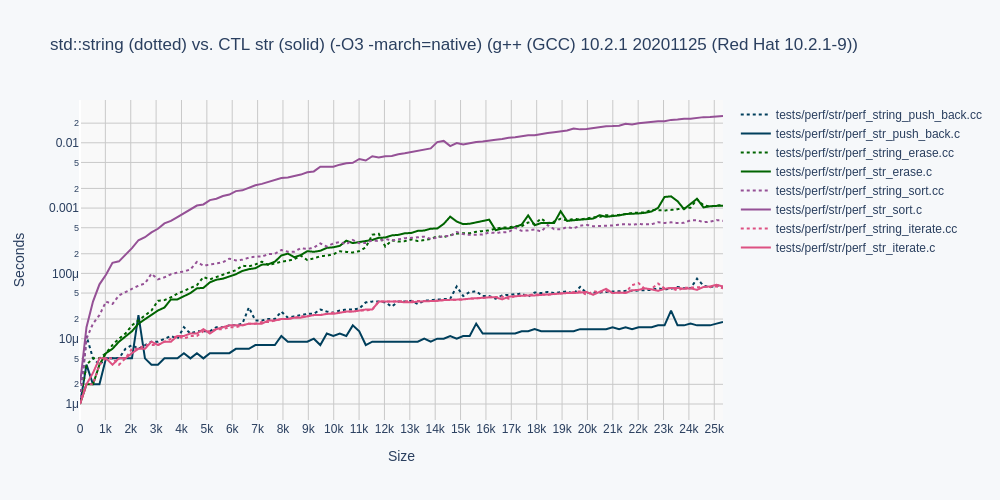 std::string (dotted) vs. CTL str (solid) (-O3 -march=native) (g++ (GCC) 10.2.1 20201125 (Red Hat 10.2.1-9))
2
0.01
5
2
0.001
5
2
100μ
5
2
10μ
5
2
1μ
Seconds
0 1k 2k 3k 4k 5k 6k 7k 8k 9k 10k 11k 12k 13k 14k 15k 16k 17k 18k 19k 20k 21k 22k 23k 24k 25k
Size
tests/perf/str/perf_string_push_back.cc
tests/perf/str/perf_str_push_back.c
tests/perf/str/perf_string_erase.cc
tests/perf/str/perf_str_erase.c
tests/perf/str/perf_string_sort.cc
tests/perf/str/perf_str_sort.c
tests/perf/str/perf_string_iterate.cc
tests/perf/str/perf_str_iterate.c